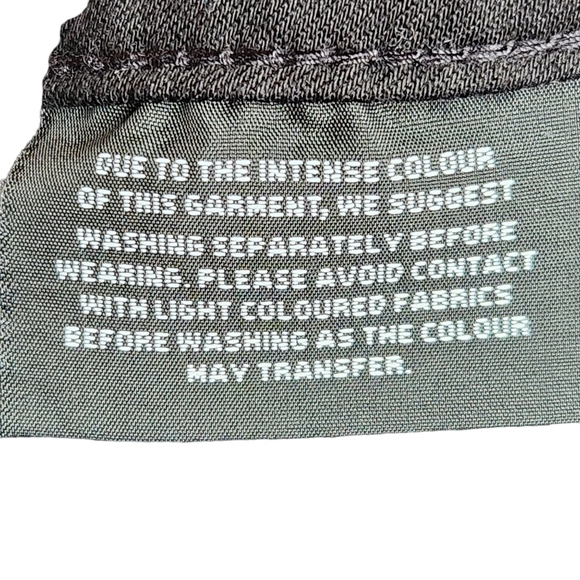 DUE TO THE INTENSE COLOUR
OF THIS GARMENT, WE SUGGEST
WASHING SEPARATELY BEFORE
WEARING. PLEASE AVOID CONTACT
WITH LIGHT COLOURED FABRICS
BEFORE WASHING AS THE COLOUR
MAY TRANSFER.